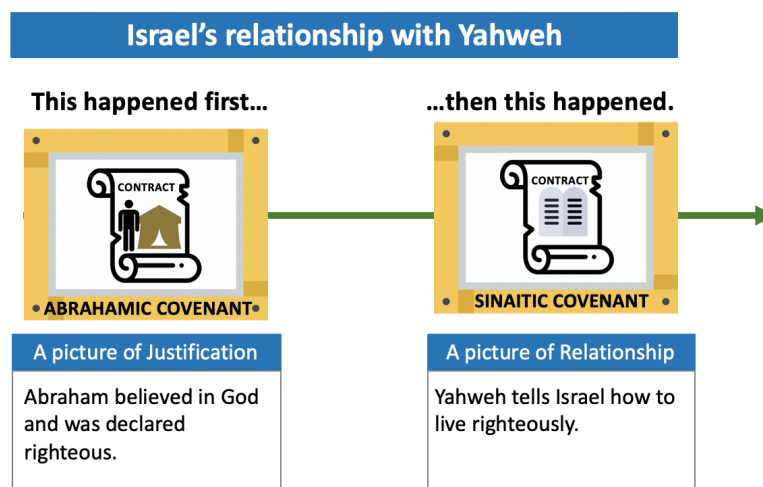 Israel’s relationship with Yahweh
This happened first…
…then this happened.
CONTRACT
CONTRACT
ABRAHAMIC COVENANT
SINAITIC COVENANT
A picture of Justification
A picture of Relationship
Abraham believed in God
and was declared
righteous.
Yahweh tells Israel how to
live righteously.